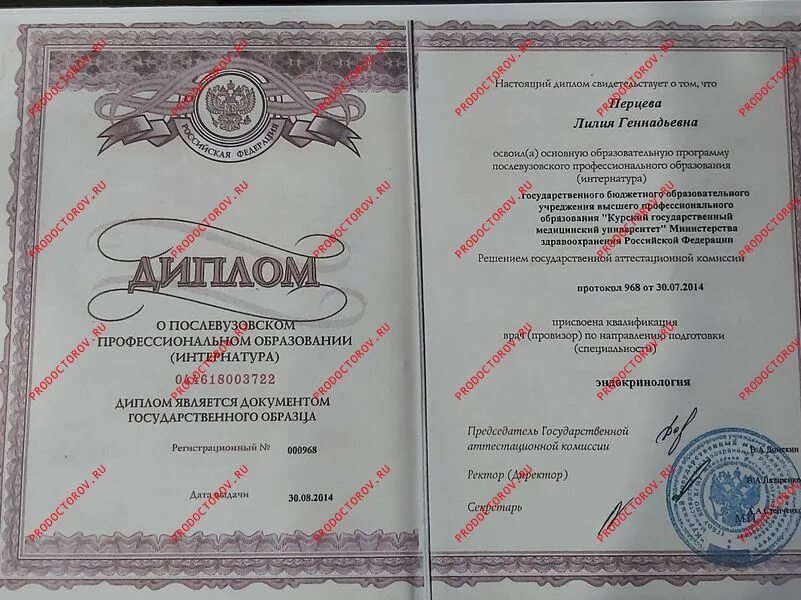 РОССИЙСКАЯ ФЕДЕРАЦИЯ
ДИПЛОМ
О ПОСЛЕВУЗОВСКОМ
ПРОФЕССИОНАЛЬНОМ ОБРАЗОВАНИИ
(ИНТЕРНАТУРА)
ДИПЛОМ ЯВЛЯЕТСЯ ДОКУМЕНТОМ
ГОСУДАРСТВЕННОГО ОБРАЗЦА
Регистрационный № 000968
Дата выдачи 30.08.2014
Настоящий диплом свидетельствует о том, что
Перцева
Лилия Геннадьевна
освоил(а) основную образовательную программу
послевузовского профессионального образования
(интернатура)
государственного бюджетного образовательного
учреджения высшего профессионального
образования "Курский государственный
медицинский университет" Министерства
здравоохранения Российской Федерации
Решением государственной аттестационной комиссии
протокол 968 от 30.07.2014
присвоена квалификация
врач (провизор) по направлению подготовки
(специальности)
эндокринология
Председатель Государственной
аттестационной комиссии
Ректор (Директор)
Секретарь
PRODOCTOROV.RU